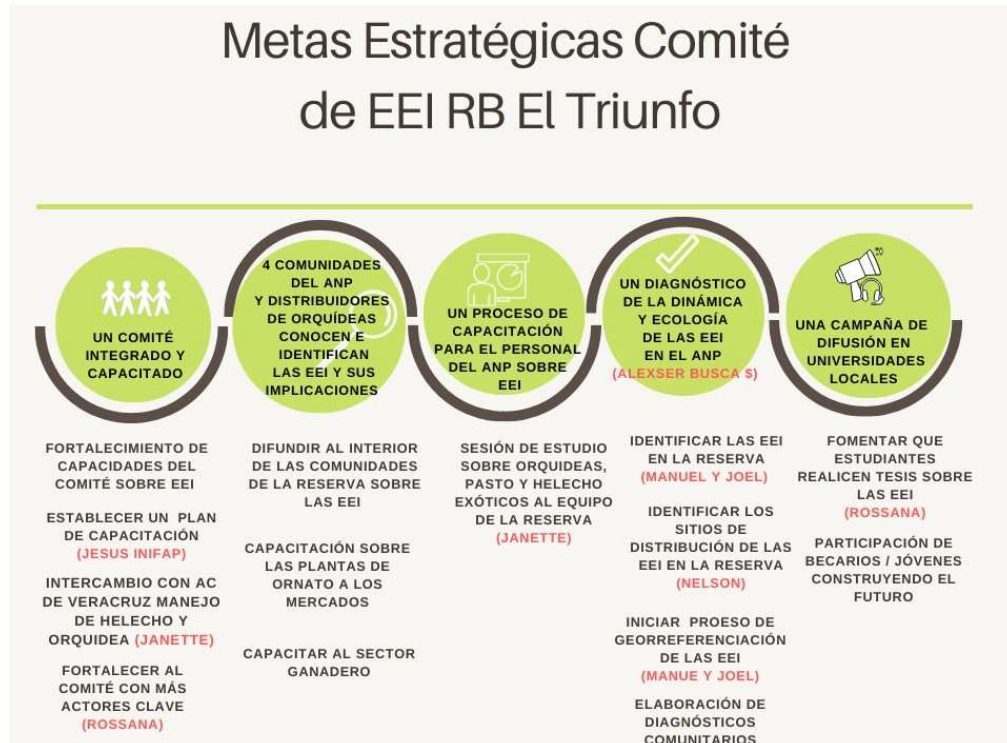 Metas Estratégicas Comité
de EEI RB El Triunfo
UN COMITÉ
INTEGRADO Y
CAPACITADO
FORTALECIMIENTO DE
CAPACIDADES DEL
COMITÉ SOBRE EEI
ESTABLECER UN PLAN
DE CAPACITACIÓN
(JESUS INIFAP)
INTERCAMBIO CON AC
DE VERACRUZ MANEJO
DE HELECHO Y
ORQUIDEA (JANETTE)
FORTALECER AL
COMITÉ CON MÁS
ACTORES CLAVE
(ROSSANA)
4 COMUNIDADES
DEL ANP
Y DISTRIBUIDORES
DE ORQUÍDEAS
CONOCEN E
IDENTIFICAN
LAS EEI Y SUS
IMPLICACIONES
DIFUNDIR AL INTERIOR
DE LAS COMUNIDADES
DE LA RESERVA SOBRE
LAS EEI
CAPACITACIÓN SOBRE
LAS PLANTAS DE
ORNATO A LOS
MERCADOS
CAPACITAR AL SECTOR
GANADERO
UN PROCESO DE
CAPACITACIÓN
PARA EL PERSONAL
DEL ANP SOBRE
EEI
SESIÓN DE ESTUDIO
SOBRE ORQUIDEAS,
PASTO Y HELECHO
EXÓTICOS AL EQUIPO
DE LA RESERVA
(JANETTE)
UN DIAGNÓSTICO
DE LA DINÁMICA
Y ECOLOGÍA
DE LAS EEI
EN EL ANP
(ALEXSER BUSCA $)
IDENTIFICAR LAS EEI
EN LA RESERVA
(MANUEL Y JOEL)
IDENTIFICAR LOS
SITIOS DE
DISTRIBUCIÓN DE LAS
EEI EN LA RESERVA
(NELSON)
INICIAR PROESO DE
GEORREFERENCIACIÓN
DE LAS EEI
(MANUE Y JOEL)
ELABORACIÓN DE
DIAGNÓSTICOS
COMUNITARIOS
UNA CAMPAÑA DE
DIFUSIÓN EN
UNIVERSIDADES
LOCALES
FOMENTAR QUE
ESTUDIANTES
REALICEN TESIS SOBRE
LAS EEI
(ROSSANA)
PARTICIPACIÓN DE
BECARIOS / JÓVENES
CONSTRUYENDO EL
FUTURO